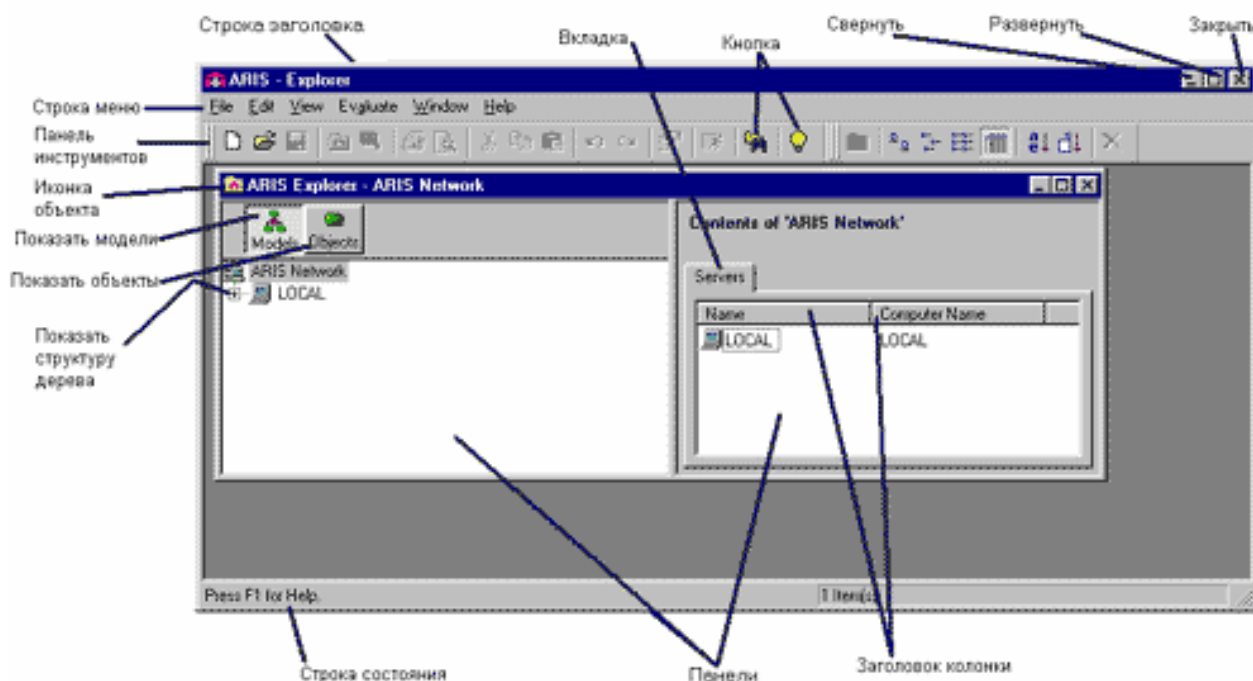 Строка заголовка
Вкладка
Кнопка
Свернуть
Развернуть
Закрыть
ARIS - Explorer
Строка меню
File Edit View Evaluate Window Help
Панель
инструментов
Иконка
объекта
ARIS Explorer - ARIS Network
Показать модели
Models Objects
Contents of 'ARIS Network'
Показать объекты
ARIS Network
LOCAL
Servers
Показать
структуру
дерева
Name Computer Name
LOCAL LOCAL
Press F1 for Help.
1 Item(s)
Строка состояния
Панели
Заголовок колонки